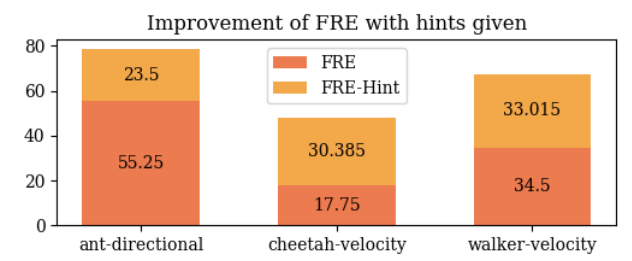 Improvement of FRE with hints given
80
60
40
20
0
FRE
FRE-Hint
23.5
55.25
30.385
17.75
33.015
34.5
ant-directional
cheetah-velocity
walker-velocity